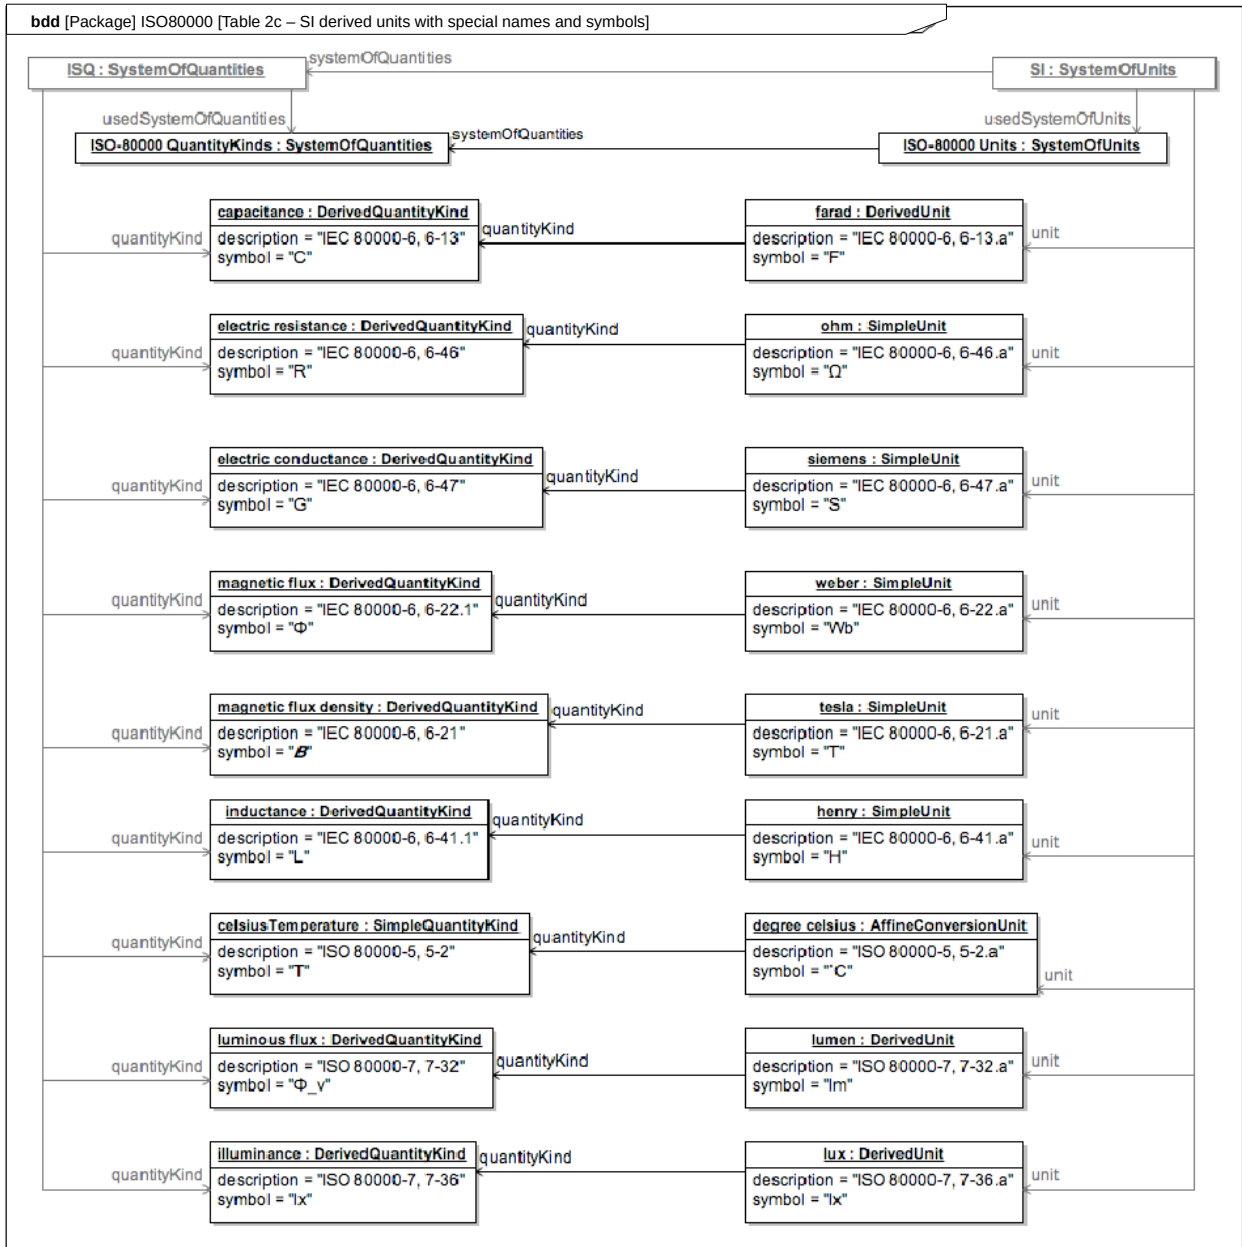 bdd [Package] ISO80000 [Table 2c – SI derived units with special names and symbols]
systemOfQuantities
ISQ : SystemOfQuantities
SI : SystemOfUnits
usedSystemOfQuantities
usedSystemOfUnits
systemOfQuantities
ISO-80000 QuantityKinds : SystemOfQuantities
ISO-80000 Units : SystemOfUnits
capacitance : DerivedQuantityKind
farad : DerivedUnit
quantityKind
description = "IEC 80000-6, 6-13"
quantityKind
description = "IEC 80000-6, 6-13.a"
unit
symbol = "C"
symbol = "F"
electric resistance : DerivedQuantityKind
quantityKind
ohm : SimpleUnit
quantityKind
description = "IEC 80000-6, 6-46"
description = "IEC 80000-6, 6-46.a"
unit
symbol = "R"
symbol = "Ω"
electric conductance : DerivedQuantityKind
siemens : SimpleUnit
quantityKind
description = "IEC 80000-6, 6-47"
quantityKind
description = "IEC 80000-6, 6-47.a"
unit
symbol = "G"
symbol = "S"
magnetic flux : DerivedQuantityKind
weber : SimpleUnit
quantityKind
description = "IEC 80000-6, 6-22.1"
quantityKind
description = "IEC 80000-6, 6-22.a"
unit
symbol = "Φ"
symbol = "Wb"
magnetic flux density : DerivedQuantityKind
quantityKind
tesla : SimpleUnit
quantityKind
description = "IEC 80000-6, 6-21"
description = "IEC 80000-6, 6-21.a"
unit
symbol = "B"
symbol = "T"
inductance : DerivedQuantityKind
quantityKind
henry : SimpleUnit
quantityKind
description = "IEC 80000-6, 6-41.1"
description = "IEC 80000-6, 6-41.a"
unit
symbol = "L"
symbol = "H"
celsiusTemperature : SimpleQuantityKind
quantityKind
degree celsius : AffineConversionUnit
quantityKind
description = "ISO 80000-5, 5-2"
description = "ISO 80000-5, 5-2.a"
symbol = "T"
symbol = "°C"
unit
luminous flux : DerivedQuantityKind
lumen : DerivedUnit
quantityKind
description = "ISO 80000-7, 7-32"
quantityKind
description = "ISO 80000-7, 7-32.a"
unit
symbol = "Φ_v"
symbol = "lm"
illuminance : DerivedQuantityKind
quantityKind
lux : DerivedUnit
quantityKind
description = "ISO 80000-7, 7-36"
description = "ISO 80000-7, 7-36.a"
unit
symbol = "lx"
symbol = "lx"